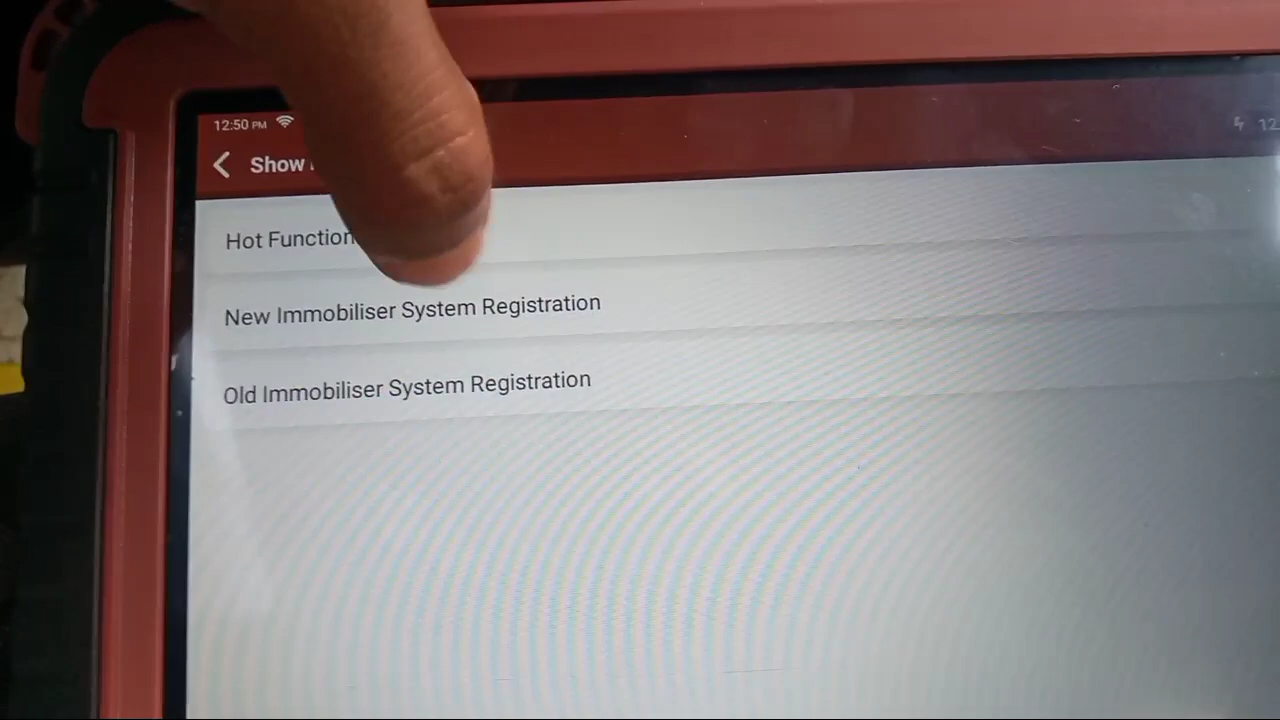 12:50 PM
Show
Hot Function
New Immobiliser System Registration
Old Immobiliser System Registration